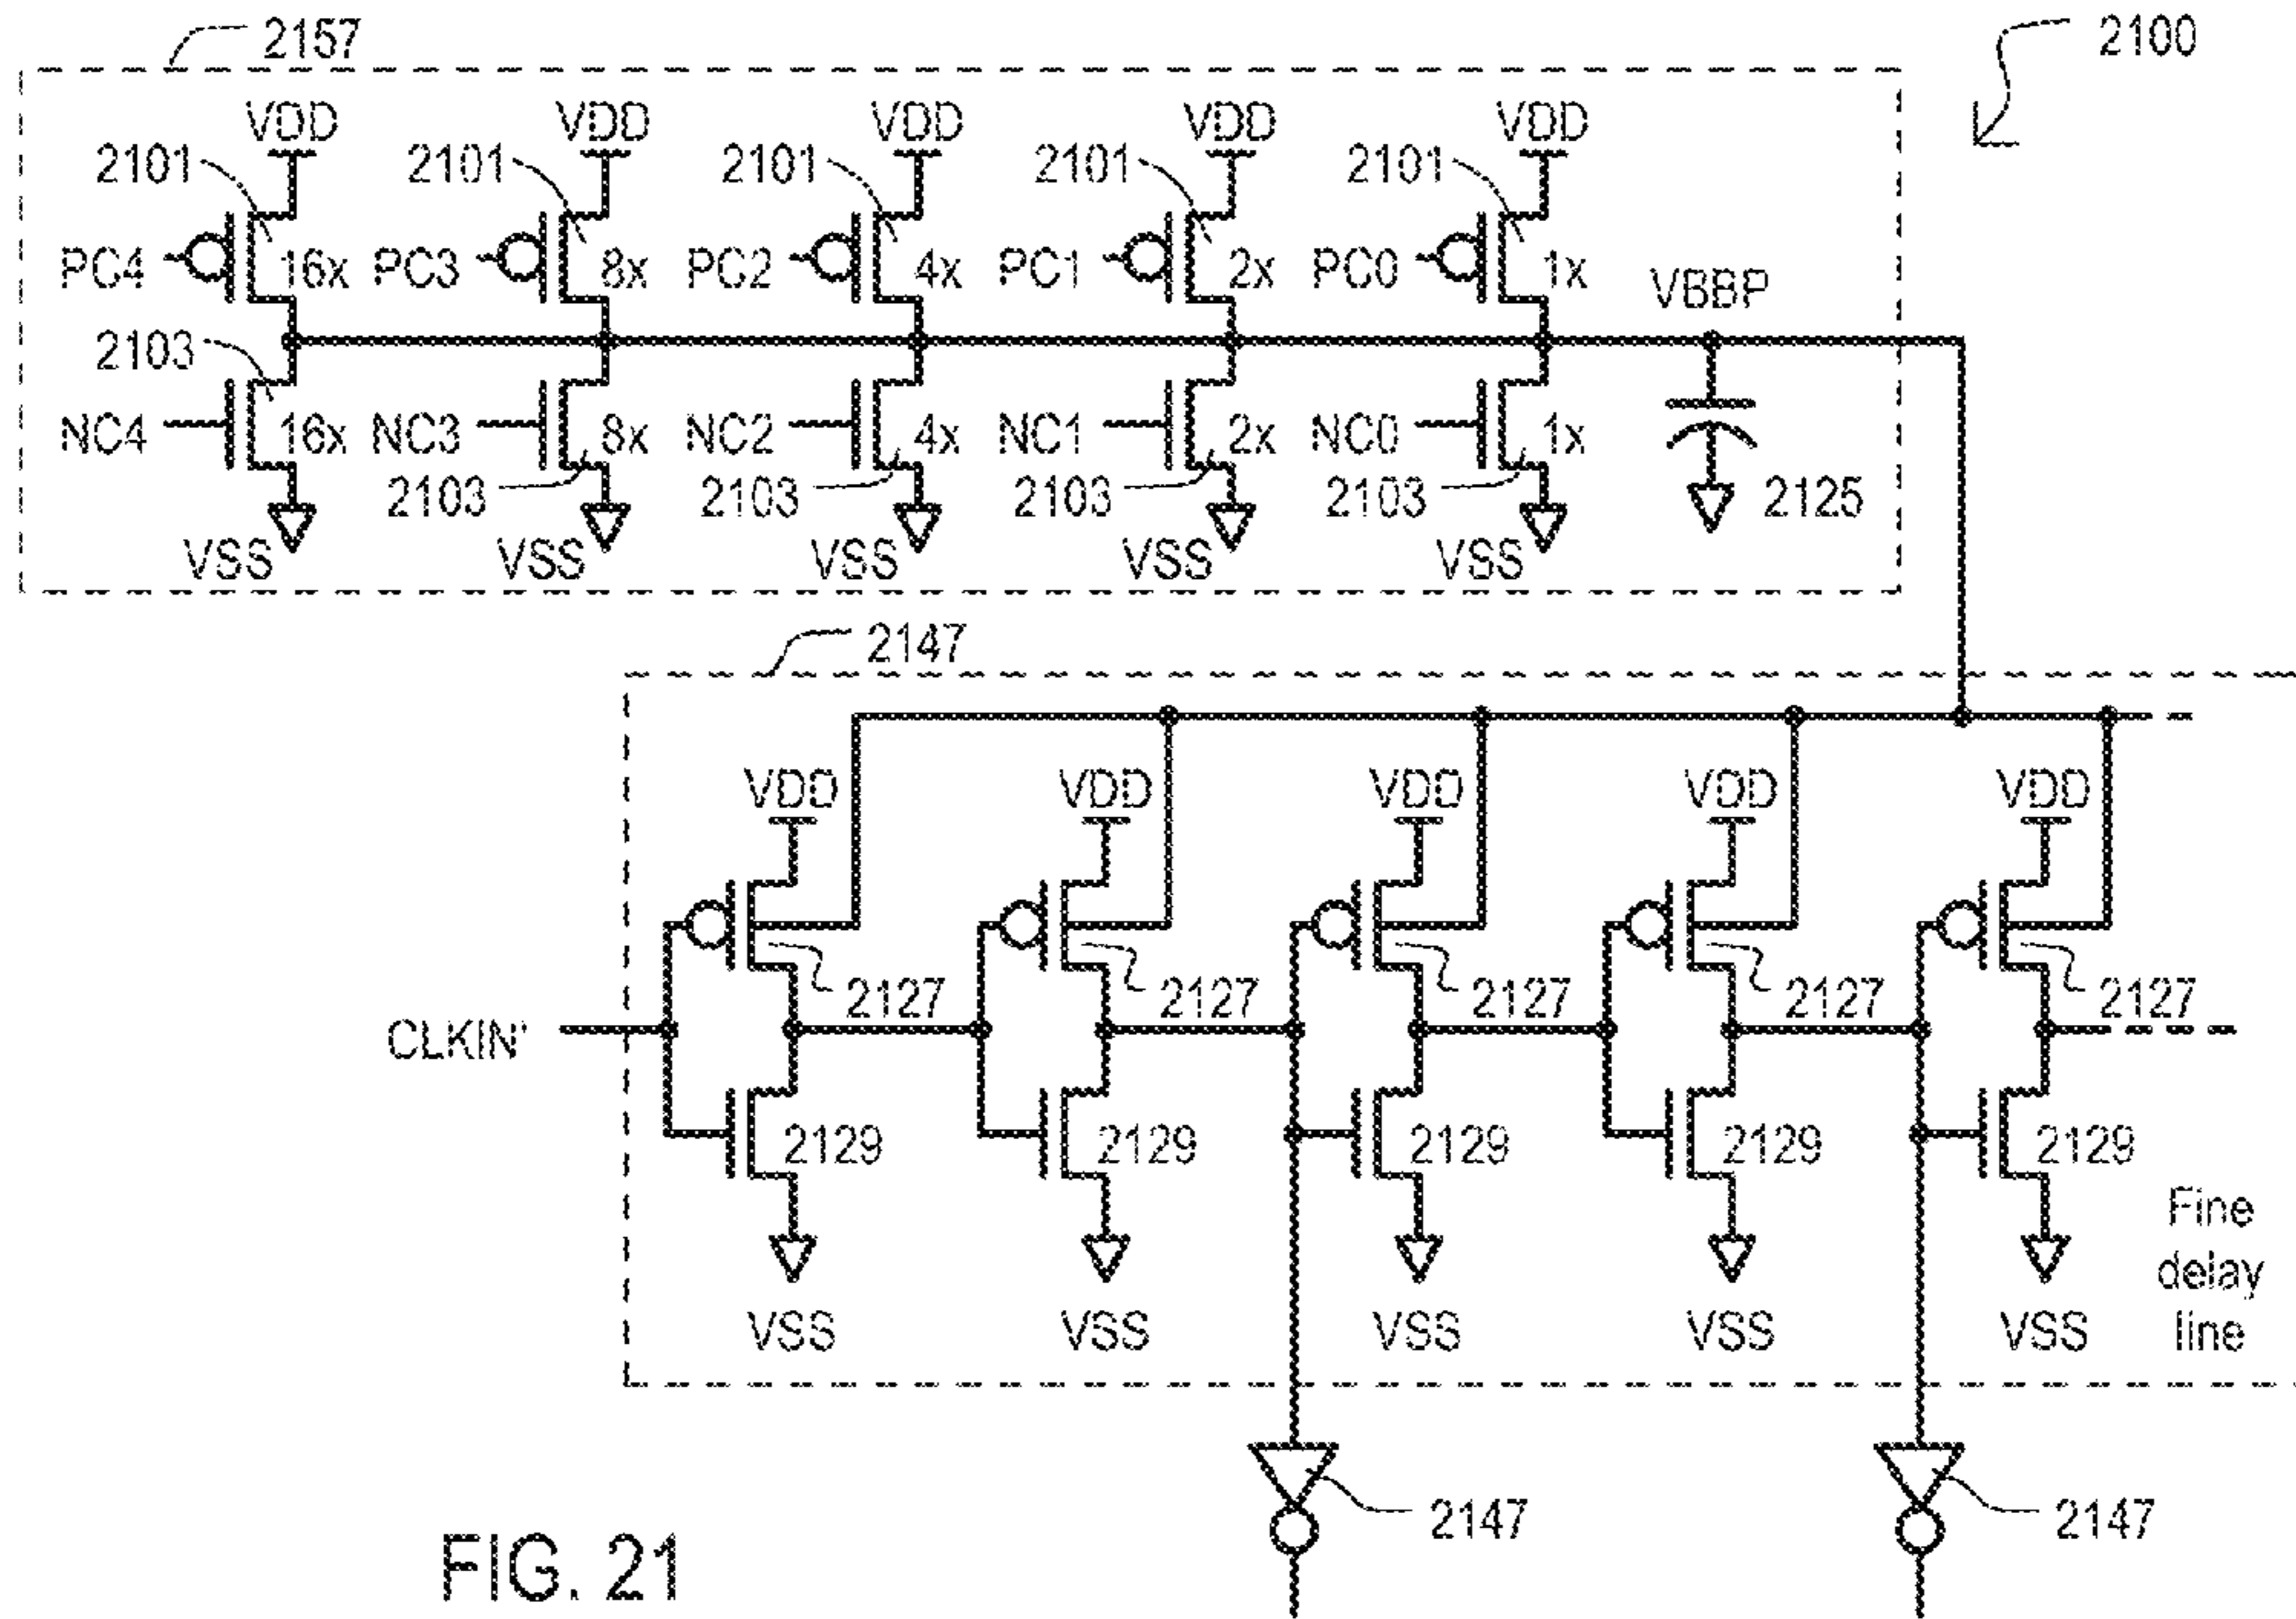 2157
2100
VDD VDD VDD VDD VDD
2101 2101 2101 2101 2101
PC4 16x PC3 8x PC2 4x PC1 2x PC0 1x VBBP
2103
NC4 16x NC3 8x NC2 4x NC1 2x NC0 1x
2103 2103 2103 2103 2125
VSS VSS VSS VSS VSS
2147
VDD VDD VDD VDD VDD
2127 2127 2127 2127 2127
CLKIN'
2129 2129 2129 2129 2129
Fine
delay
line
VSS VSS VSS VSS VSS
2147 2147
FIG. 21